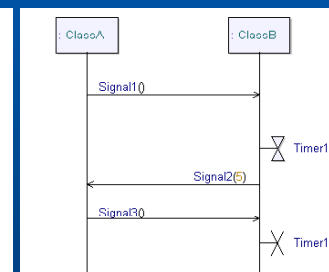 : ClassA
: ClassB
Signal1()
Timer1
Signal2(5)
Signal3()
Timer1